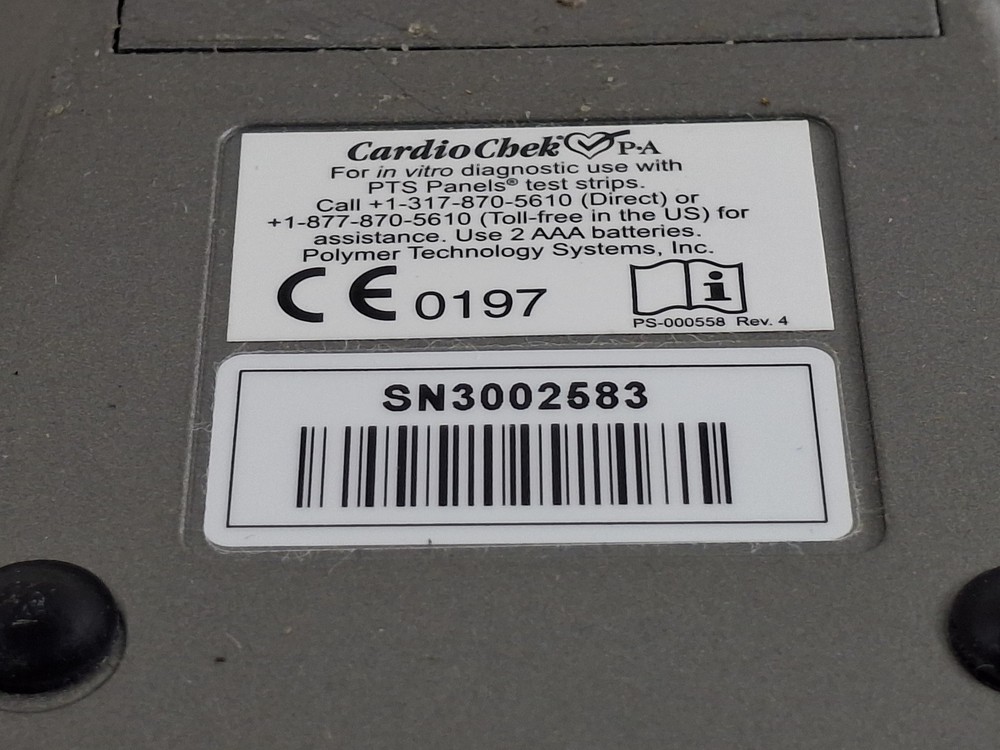 CardioChek® P·A
For in vitro diagnostic use with
PTS Panels® test strips.
Call +1-317-870-5610 (Direct) or
+1-877-870-5610 (Toll-free in the US) for
assistance. Use 2 AAA batteries.
Polymer Technology Systems, Inc.
CE 0197
i
PS-000558 Rev. 4
SN3002583